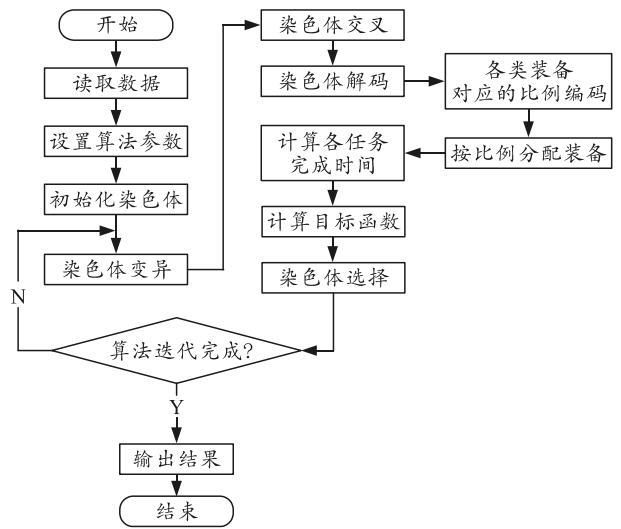 开始
读取数据
设置算法参数
初始化染色体
染色体变异
染色体交叉
染色体解码
各类装备
对应的比例编码
按比例分配装备
计算各任务
完成时间
计算目标函数
染色体选择
算法迭代完成?
N
Y
输出结果
结束